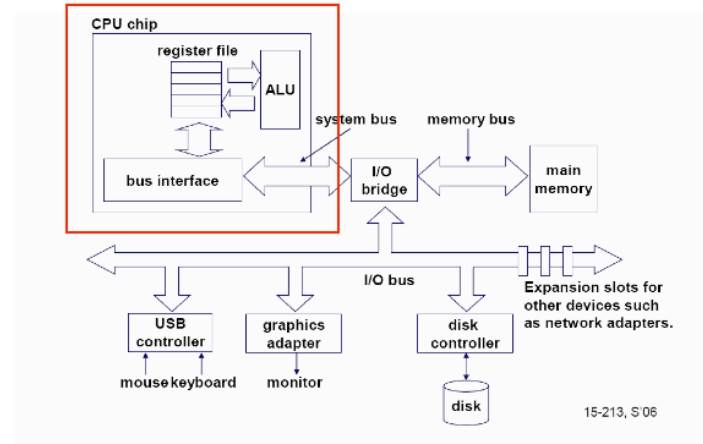 CPU chip
register file
ALU
system bus
memory bus
bus interface
I/O
bridge
main
memory
I/O bus
Expansion slots for
other devices such
as network adapters.
USB
controller
graphics
adapter
disk
controller
mouse keyboard
monitor
disk
15-213, S'06